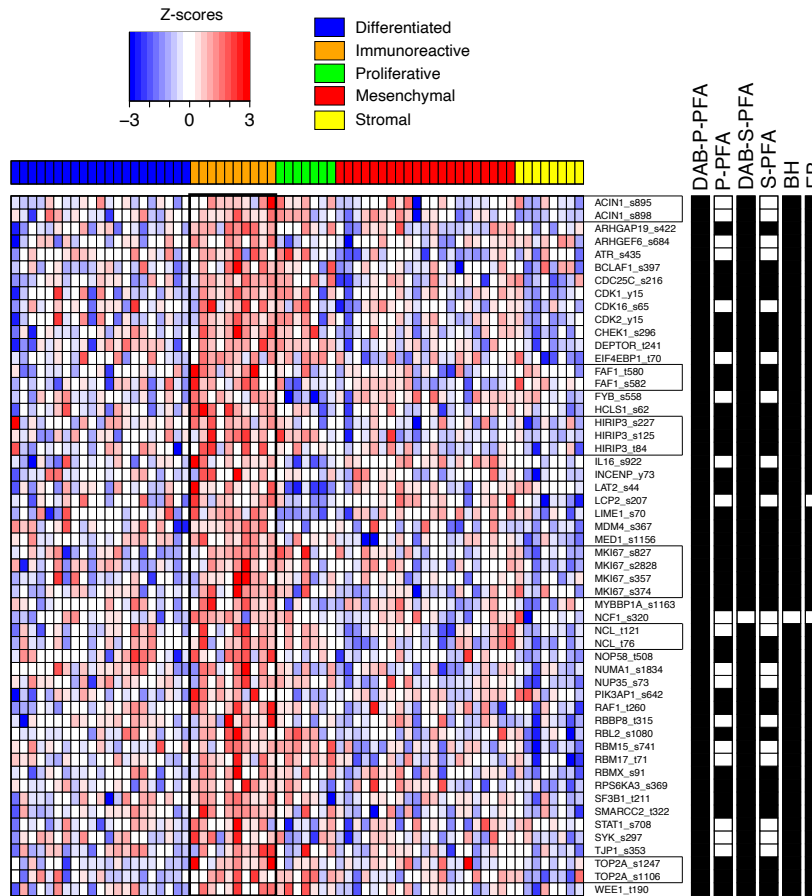 Z-scores
−3 0 3
Differentiated
Immunoreactive
Proliferative
Mesenchymal
Stromal
DAB-P-PFA
P-PFA
DAB-S-PFA
S-PFA
BH
ACIN1_s895
ACIN1_s898
ARHGAP19_s422
ARHGEF6_s684
ATR_s435
BCLAF1_s397
CDC25C_s216
CDK1_y15
CDK16_s65
CDK2_y15
CHEK1_s296
DEPTOR_t241
EIF4EBP1_t70
FAF1_t580
FAF1_s582
FYB_s558
HCLS1_s62
HIRIP3_s227
HIRIP3_s125
HIRIP3_t84
IL16_s922
INCENP_y73
LAT2_s44
LCP2_s207
LIME1_s70
MDM4_s367
MED1_s1156
MKI67_s827
MKI67_s2828
MKI67_s357
MKI67_s374
MYBBP1A_s1163
NCF1_s320
NCL_t121
NCL_t76
NOP58_t508
NUMA1_s1834
NUP35_s73
PIK3AP1_s642
RAF1_t260
RBBP8_t315
RBL2_s1080
RBM15_s741
RBM17_t71
RBMX_s91
RPS6KA3_s369
SF3B1_t211
SMARCC2_t322
STAT1_s708
SYK_s297
TJP1_s353
TOP2A_s1247
TOP2A_s1106
WEE1_t190